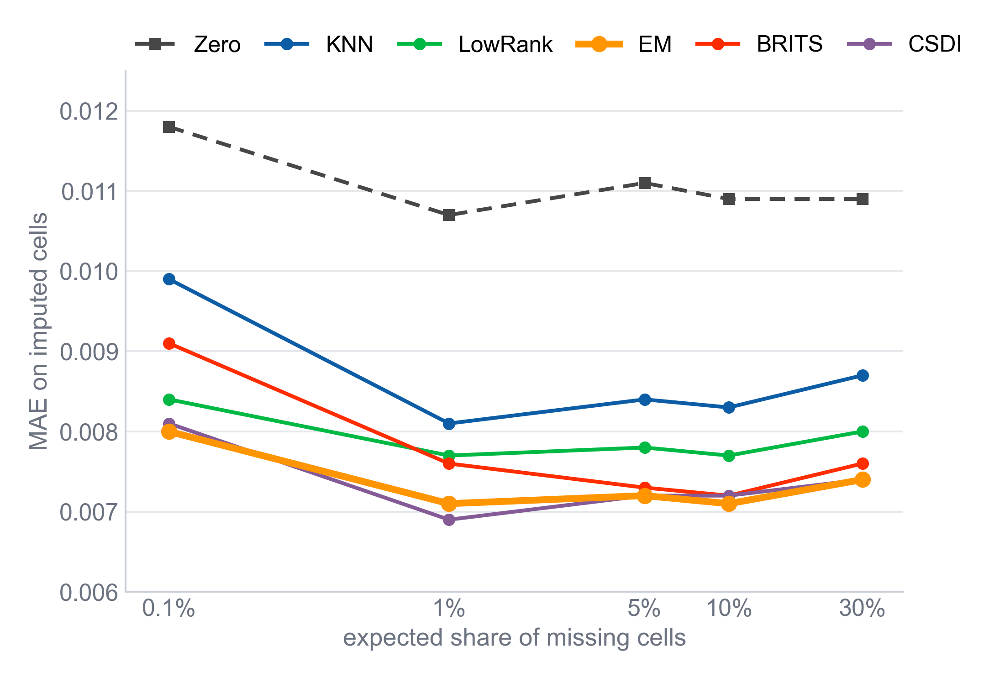 Zero KNN LowRank EM BRITS CSDI
0.012
0.011
0.010
0.009
0.008
0.007
0.006
MAE on imputed cells
0.1% 1% 5% 10% 30%
expected share of missing cells